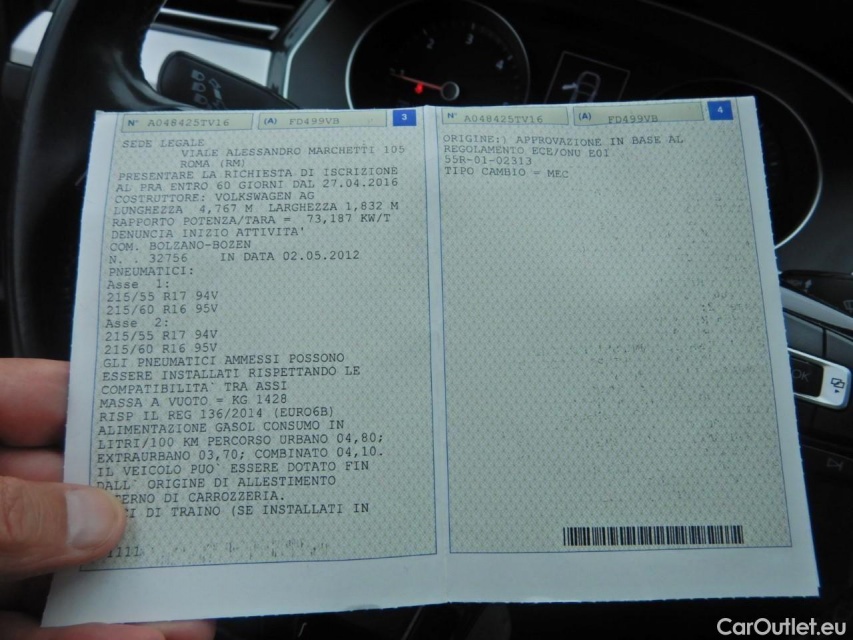 N° A048425TV16 (A) FD499VB 3
SEDE LEGALE
VIALE ALESSANDRO MARCHETTI 105
ROMA (RM)
PRESENTARE LA RICHIESTA DI ISCRIZIONE
AL PRA ENTRO 60 GIORNI DAL 27.04.2016
COSTRUTTORE: VOLKSWAGEN AG
LUNGHEZZA 4,767 M LARGHEZZA 1,832 M
RAPPORTO POTENZA/TARA = 73,187 KW/T
DENUNCIA INIZIO ATTIVITA'
COM. BOLZANO-BOZEN
N. . 32756 IN DATA 02.05.2012
PNEUMATICI:
Asse 1:
215/55 R17 94V
215/60 R16 95V
Asse 2:
215/55 R17 94V
215/60 R16 95V
GLI PNEUMATICI AMMESSI POSSONO
ESSERE INSTALLATI RISPETTANDO LE
COMPATIBILITA` TRA ASSI
MASSA A VUOTO = KG 1428
RISP IL REG 136/2014 (EURO6B)
ALIMENTAZIONE GASOL CONSUMO IN
LITRI/100 KM PERCORSO URBANO 04,80;
EXTRAURBANO 03,70; COMBINATO 04,10.
IL VEICOLO PUO` ESSERE DOTATO FIN
DALL` ORIGINE DI ALLESTIMENTO
TERNO DI CARROZZERIA.
CI DI TRAINO (SE INSTALLATI IN
N° A048425TV16 (A) FD499VB 4
ORIGINE:) APPROVAZIONE IN BASE AL
REGOLAMENTO ECE/ONU E01
55R-01-02313
TIPO CAMBIO = MEC
OK
CarOutlet.eu